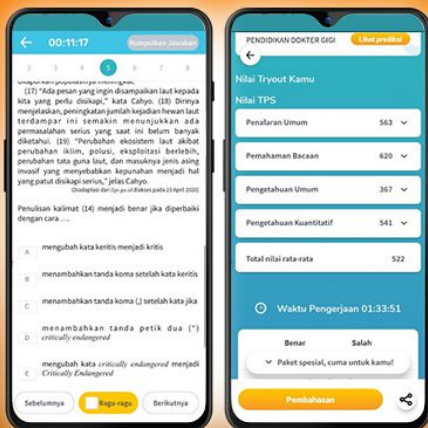 00:11:17
Kumpulkan Jawaban
2 3 4 5 6 7 8
(17) "Ada pesan yang ingin disampaikan laut kepada
kita yang perlu disikapi," kata Cahyo. (18) Dirinya
menjelaskan, peningkatan jumlah kejadian hewan laut
terdampar ini semakin menunjukkan ada
permasalahan serius yang saat ini belum banyak
diketahui. (19) "Perubahan ekosistem laut akibat
perubahan iklim, polusi, eksploitasi berlebih,
perubahan tata guna laut, dan masuknya jenis asing
invasif yang menyebabkan kepunahan menjadi hal
yang patut disikapi serius," jelas Cahyo.
Penulisan kalimat (14) menjadi benar jika diperbaiki
dengan cara ....
A mengubah kata keritis menjadi kritis
B menambahkan tanda koma setelah kata keritis
C menambahkan tanda koma (,) setelah kata jika
D menambahkan tanda petik dua (")
critically endangered
E mengubah kata critically endangered menjadi
Critically Endangered
Sebelumnya
Ragu-ragu
Berikutnya
PENDIDIKAN DOKTER GIGI
Lihat prediksi
Nilai Tryout Kamu
Nilai TPS
Penalaran Umum 563
Pemahaman Bacaan 620
Pengetahuan Umum 367
Pengetahuan Kuantitatif 541
Total nilai rata-rata 522
Waktu Pengerjaan 01:33:51
Benar Salah
Paket spesial, cuma untuk kamu!
Pembahasan